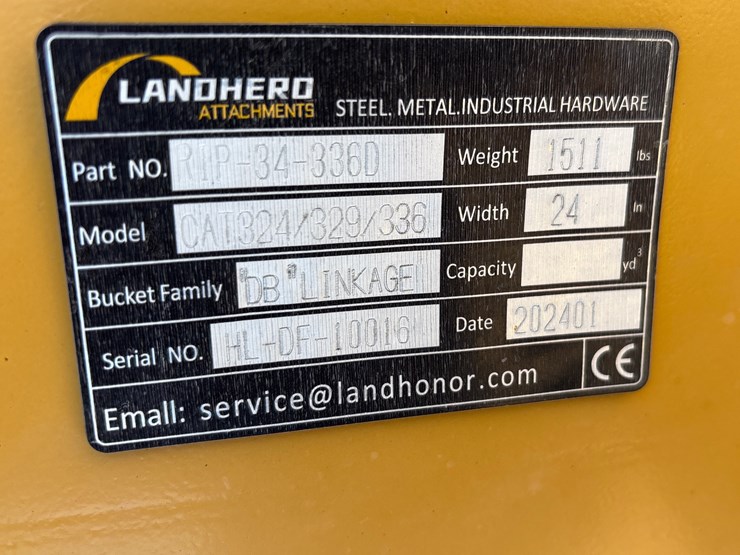 LANDHERO
ATTACHMENTS
STEEL. METAL.INDUSTRIAL HARDWARE
Part NO. RIP-34-336D Weight 1511 lbs
Model CAT324/329/336 Width 24 In
Bucket Family "DB"LINKAGE Capacity yd³
Serial NO. HL-DF-10016 Date 202401
Emall: service@landhonor.com CE